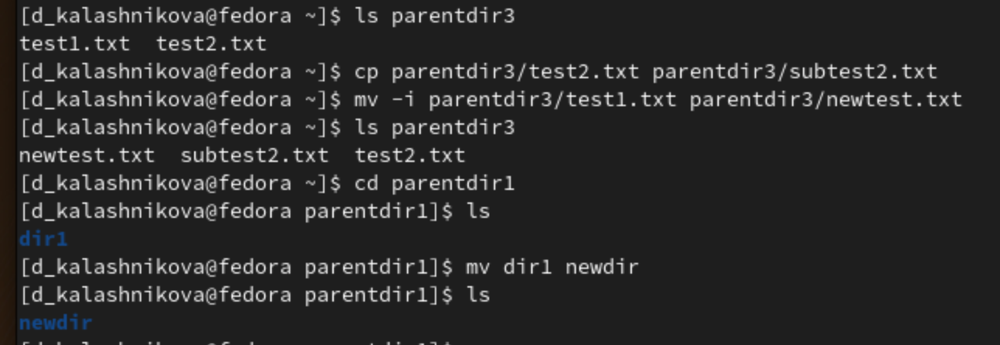 [d_kalashnikova@fedora ~]$ ls parentdir3
test1.txt  test2.txt
[d_kalashnikova@fedora ~]$ cp parentdir3/test2.txt parentdir3/subtest2.txt
[d_kalashnikova@fedora ~]$ mv -i parentdir3/test1.txt parentdir3/newtest.txt
[d_kalashnikova@fedora ~]$ ls parentdir3
newtest.txt  subtest2.txt  test2.txt
[d_kalashnikova@fedora ~]$ cd parentdir1
[d_kalashnikova@fedora parentdir1]$ ls
dir1
[d_kalashnikova@fedora parentdir1]$ mv dir1 newdir
[d_kalashnikova@fedora parentdir1]$ ls
newdir